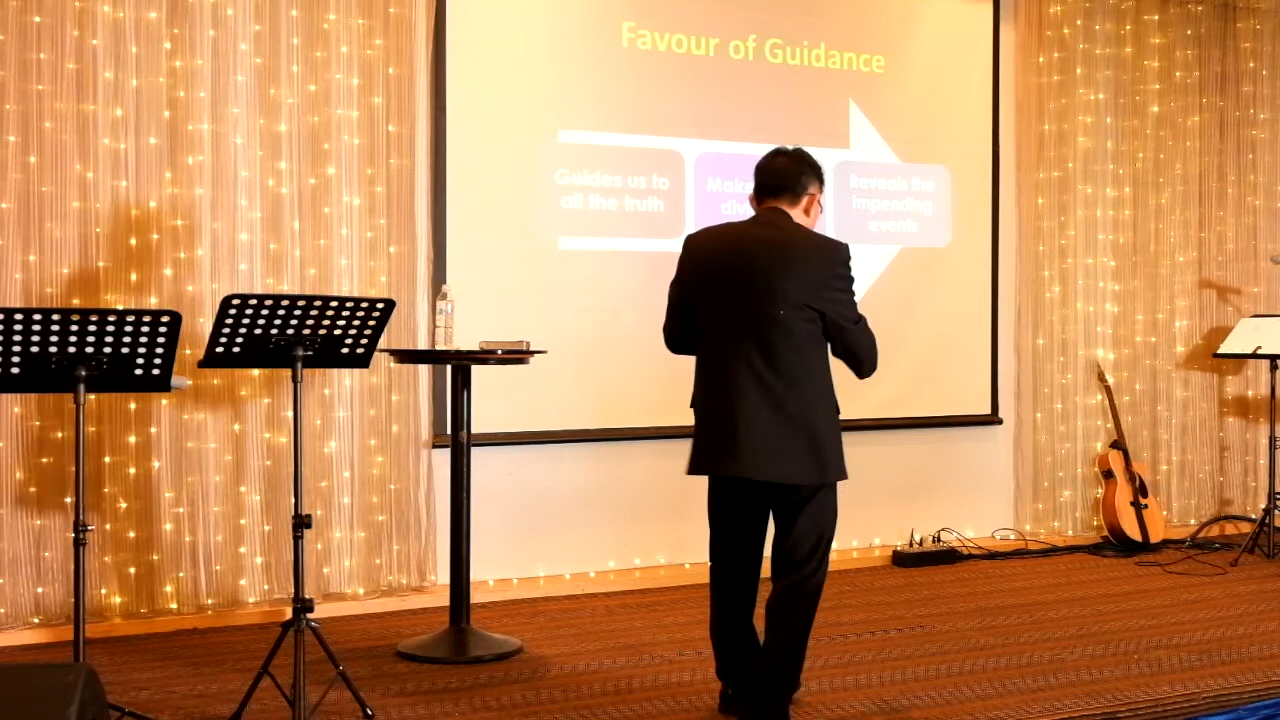 Favour of Guidance
Guides us to
all the truth
Reveals the
impending
events